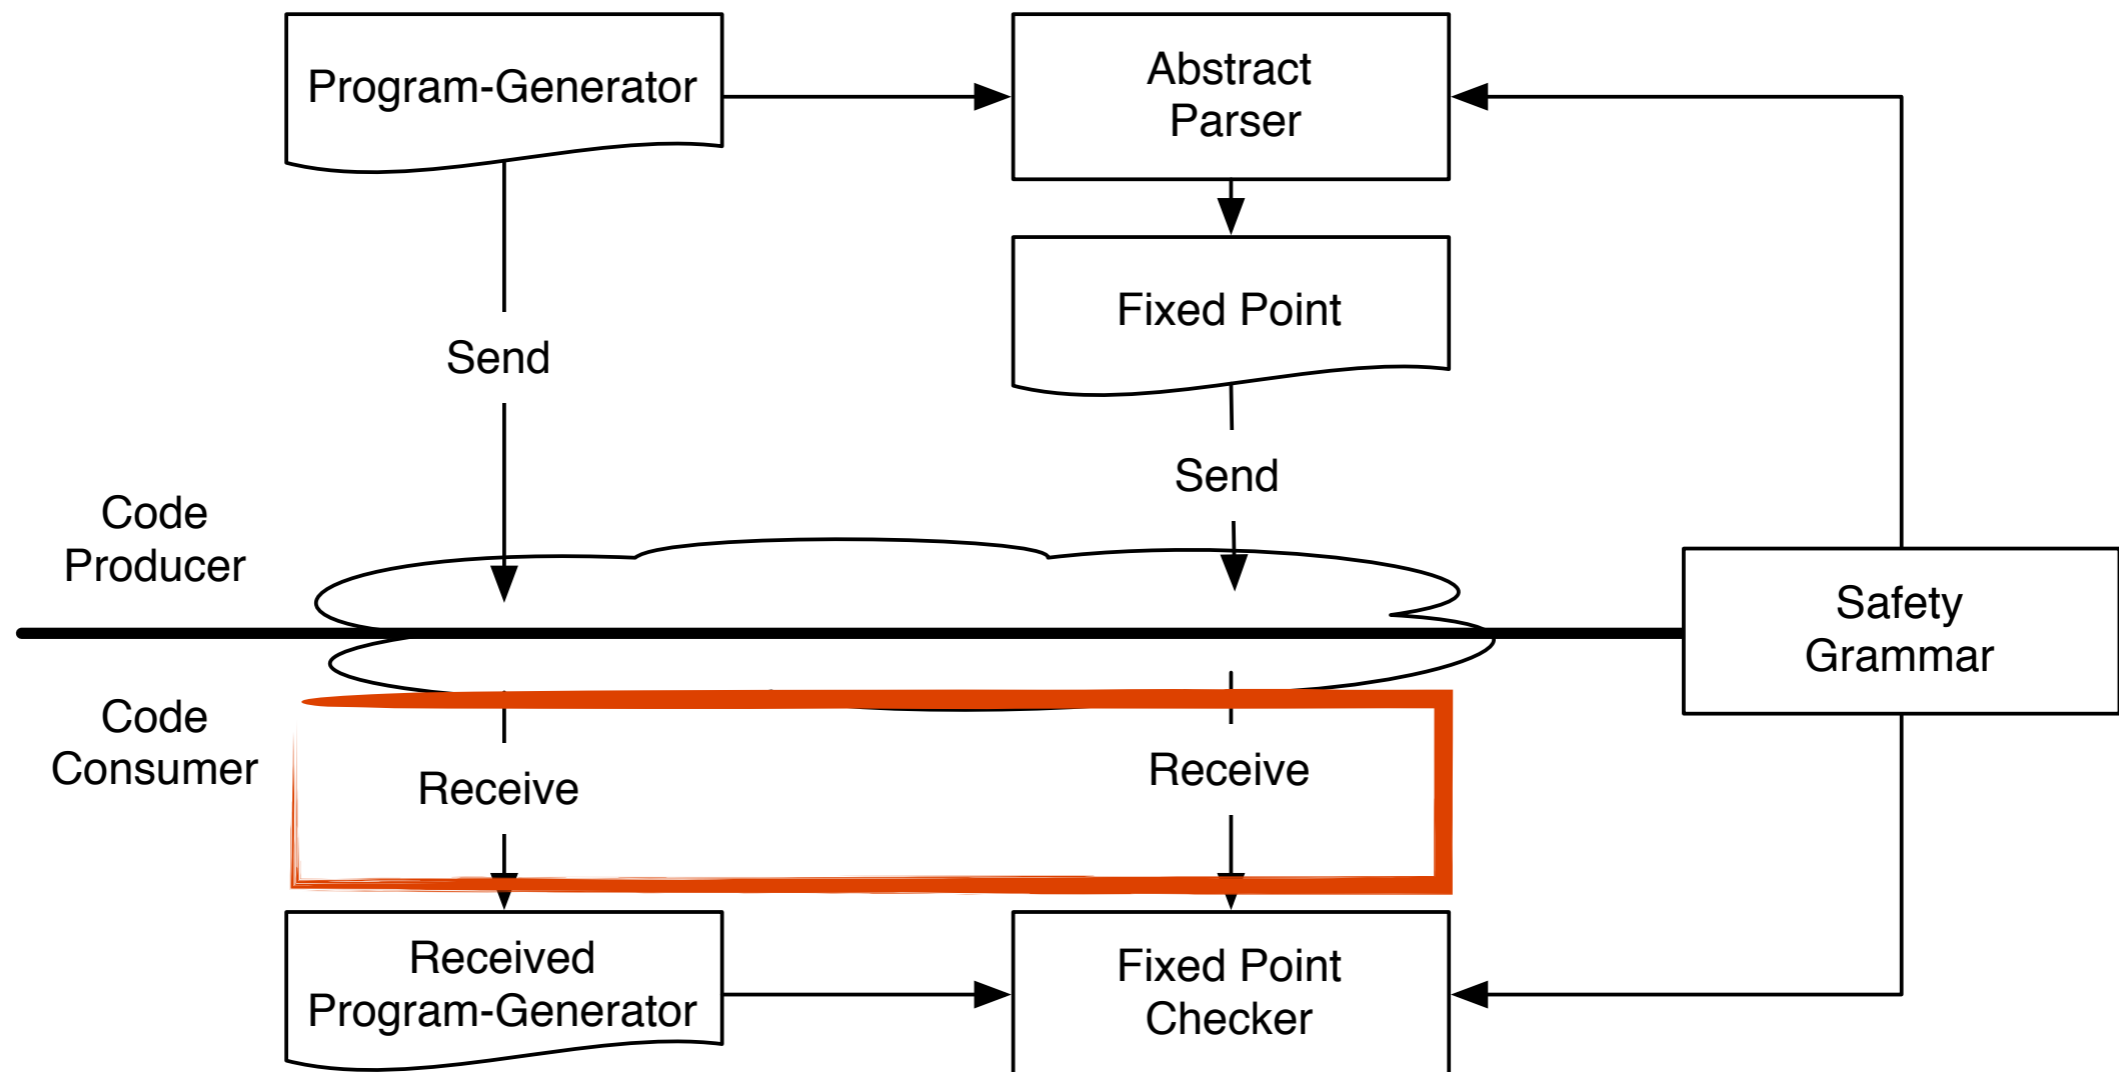 Program-Generator
Abstract
Parser
Fixed Point
Send
Send
Code
Producer
Safety
Grammar
Code
Consumer
Receive
Receive
Received
Program-Generator
Fixed Point
Checker